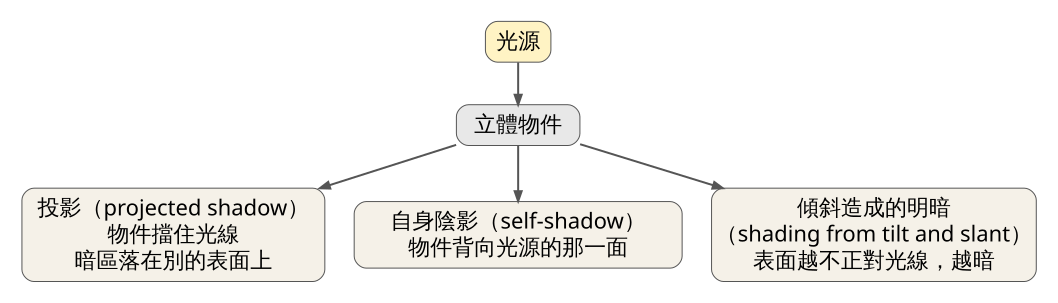 光源
立體物件
投影（projected shadow）
物件擋住光線
暗區落在別的表面上
自身陰影（self-shadow）
物件背向光源的那一面
傾斜造成的明暗
（shading from tilt and slant）
表面越不正對光線，越暗